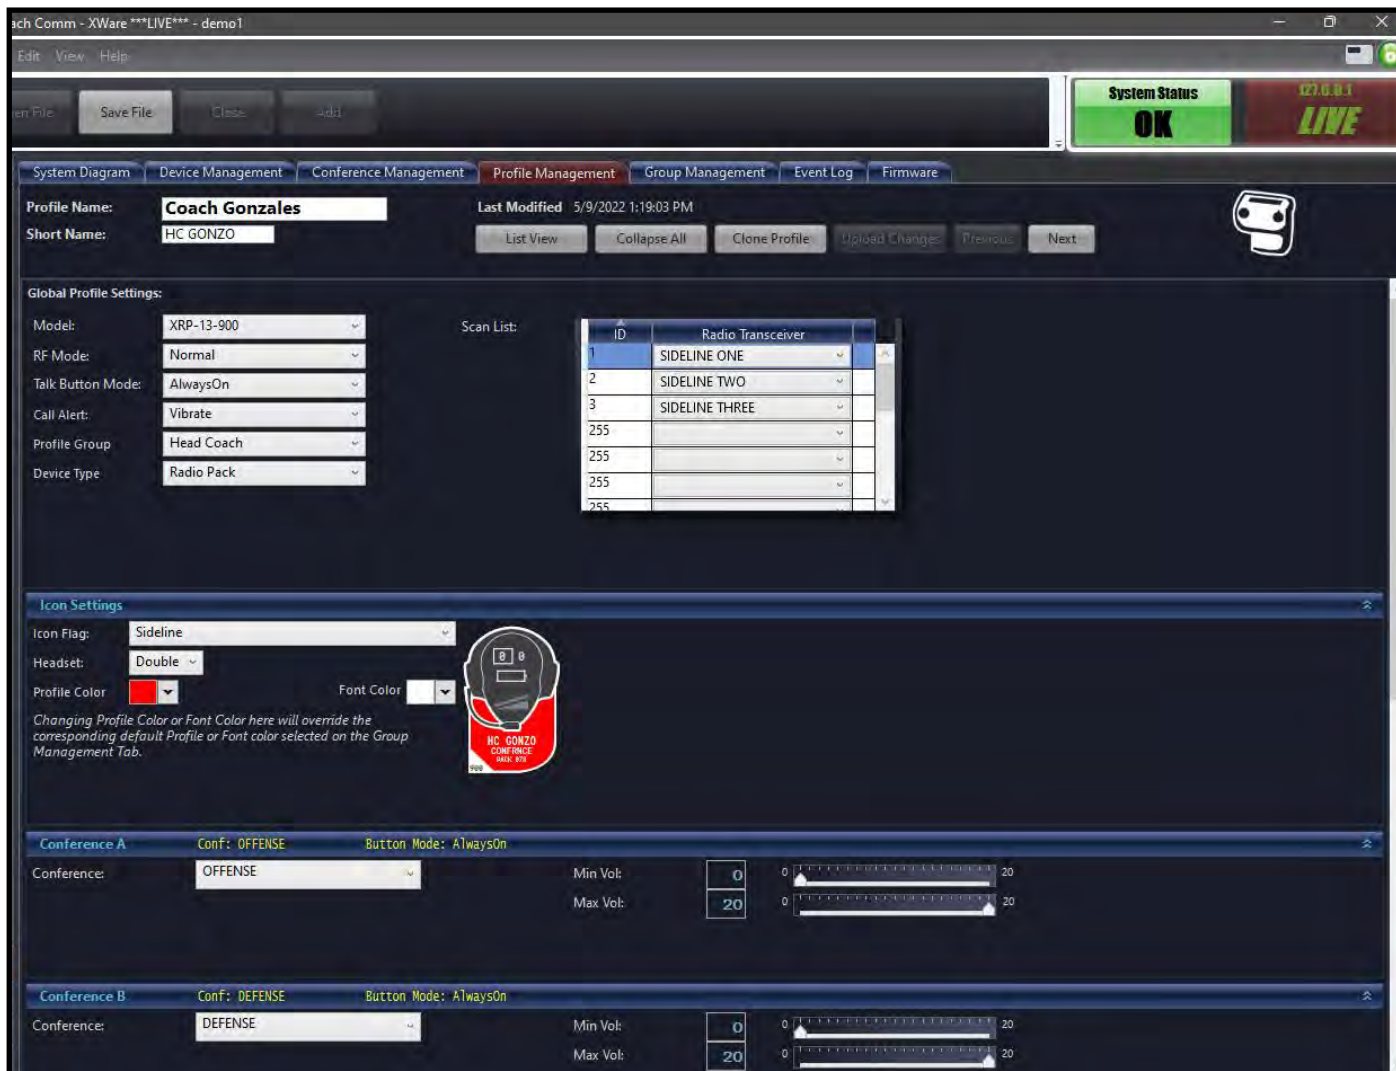 ach Comm - XWare ***LIVE*** - demo1
Edit View Help
en File Save File Close Add
System Status
OK
127.0.0.1
LIVE
System Diagram Device Management Conference Management Profile Management Group Management Event Log Firmware
Profile Name: Coach Gonzales Last Modified 5/9/2022 1:19:03 PM
Short Name: HC GONZO List View Collapse All Clone Profile Upload Changes Previous Next
Global Profile Settings:
Model: XRP-13-900
RF Mode: Normal
Talk Button Mode: AlwaysOn
Call Alert: Vibrate
Profile Group Head Coach
Device Type Radio Pack
Scan List:
ID Radio Transceiver
1 SIDELINE ONE
2 SIDELINE TWO
3 SIDELINE THREE
255
255
255
255
Icon Settings
Icon Flag: Sideline
Headset: Double
Profile Color Font Color
Changing Profile Color or Font Color here will override the
corresponding default Profile or Font color selected on the Group
Management Tab.
0 0
HC GONZO
CONFRNCE
PACK 978
900
Conference A Conf: OFFENSE Button Mode: AlwaysOn
Conference: OFFENSE Min Vol: 0 0 20
Max Vol: 20 0 20
Conference B Conf: DEFENSE Button Mode: AlwaysOn
Conference: DEFENSE Min Vol: 0 0 20
Max Vol: 20 0 20